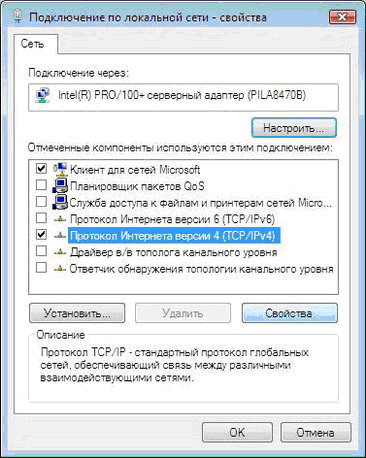 Подключение по локальной сети - свойства
Сеть
Подключение через:
Intel(R) PRO/100+ серверный адаптер (PILA8470B)
Настроить...
Отмеченные компоненты используются этим подключением:
Клиент для сетей Microsoft
Планировщик пакетов QoS
Служба доступа к файлам и принтерам сетей Micro...
Протокол Интернета версии 6 (TCP/IPv6)
Протокол Интернета версии 4 (TCP/IPv4)
Драйвер в/в тополога канального уровня
Ответчик обнаружения топологии канального уровня
Установить...
Удалить
Свойства
Описание
Протокол TCP/IP - стандартный протокол глобальных
сетей, обеспечивающий связь между различными
взаимодействующими сетями.
OK
Отмена